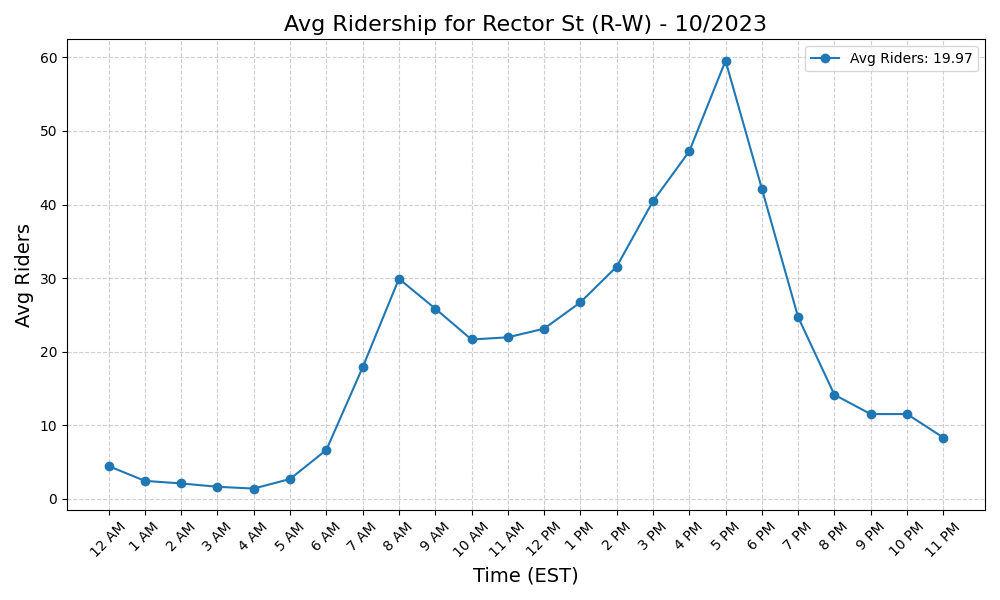 Avg Ridership for Rector St (R-W) - 10/2023
Avg Riders: 19.97
Avg Riders
60
50
40
30
20
10
0
12 AM
1 AM
2 AM
3 AM
4 AM
5 AM
6 AM
7 AM
8 AM
9 AM
10 AM
11 AM
12 PM
1 PM
2 PM
3 PM
4 PM
5 PM
6 PM
7 PM
8 PM
9 PM
10 PM
11 PM
Time (EST)